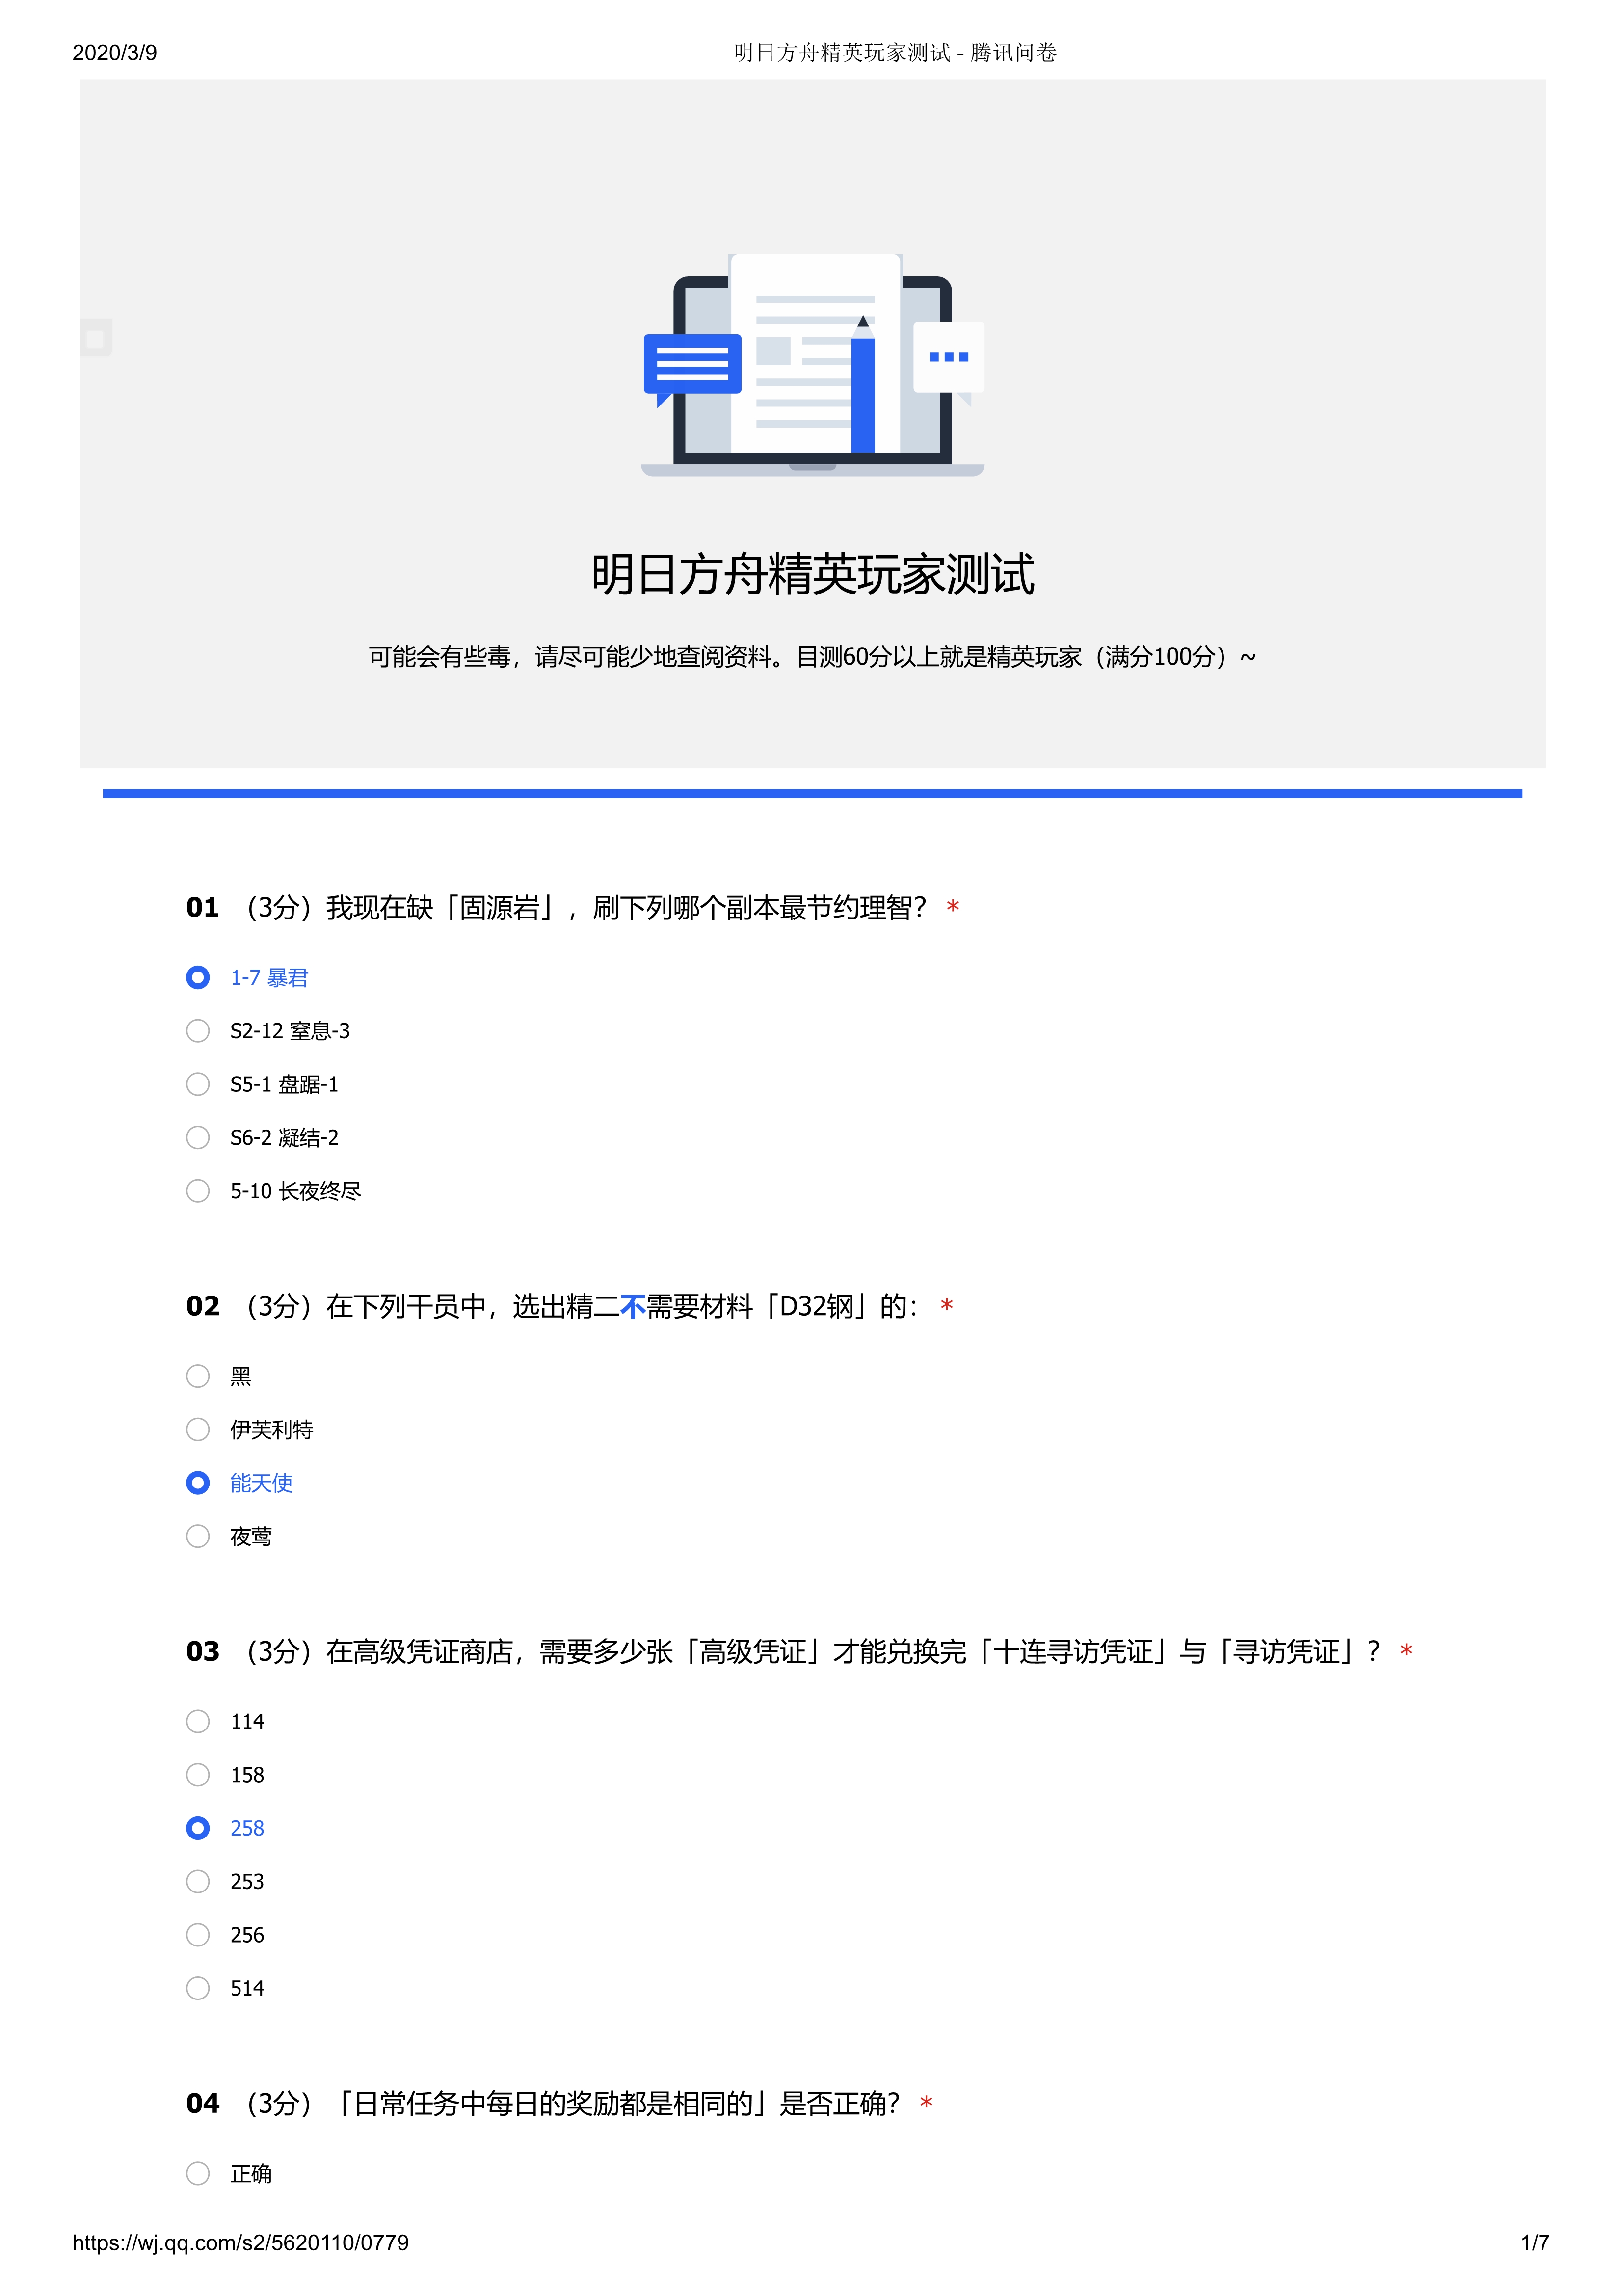 2020/3/9
明日方舟精英玩家测试 - 腾讯问卷
明日方舟精英玩家测试
可能会有些毒，请尽可能少地查阅资料。目测60分以上就是精英玩家（满分100分）~
01 （3分）我现在缺「固源岩」，刷下列哪个副本最节约理智？ *
1-7 暴君
S2-12 窒息-3
S5-1 盘踞-1
S6-2 凝结-2
5-10 长夜终尽
02 （3分）在下列干员中，选出精二不需要材料「D32钢」的： *
黑
伊芙利特
能天使
夜莺
03 （3分）在高级凭证商店，需要多少张「高级凭证」才能兑换完「十连寻访凭证」与「寻访凭证」？ *
114
158
258
253
256
514
04 （3分）「日常任务中每日的奖励都是相同的」是否正确？ *
正确
https://wj.qq.com/s2/5620110/0779
1/7